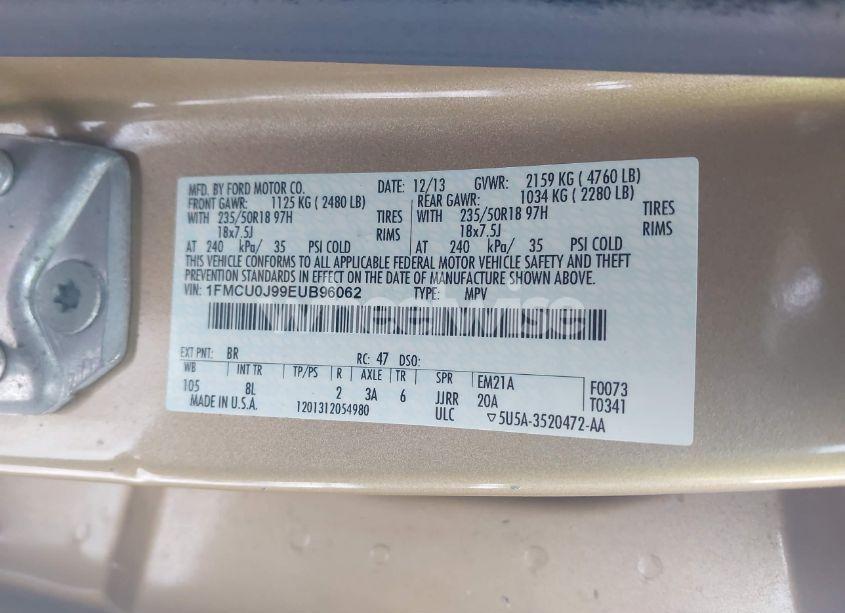 MFD. BY FORD MOTOR CO. DATE: 12/13 GVWR: 2159 KG ( 4760 LB)
FRONT GAWR: 1125 KG ( 2480 LB) REAR GAWR: 1034 KG ( 2280 LB)
WITH 235/50R18 97H TIRES WITH 235/50R18 97H TIRES
18x7.5J RIMS 18x7.5J RIMS
AT 240 kPa/ 35 PSI COLD AT 240 kPa/ 35 PSI COLD
THIS VEHICLE CONFORMS TO ALL APPLICABLE FEDERAL MOTOR VEHICLE SAFETY AND THEFT
PREVENTION STANDARDS IN EFFECT ON THE DATE OF MANUFACTURE SHOWN ABOVE.
VIN: 1FMCU0J99EUB96062 TYPE: MPV
EXT PNT: BR RC: 47 DSO:
WB INT TR TP/PS R AXLE TR SPR EM21A F0073
105 8L 2 3A 6 JJRR 20A T0341
MADE IN U.S.A. 1201312054980 ULC ▽5U5A-3520472-AA